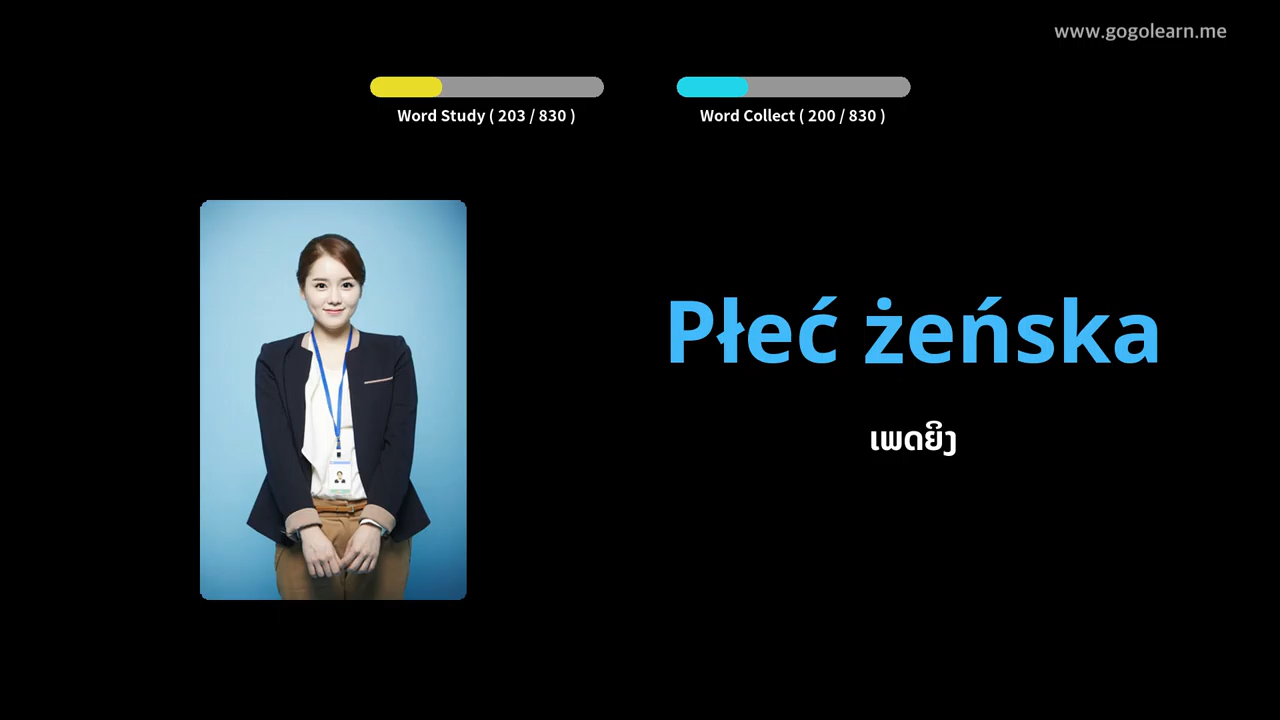 www.gogolearn.me
Word Study ( 203 / 830 )
Word Collect ( 200 / 830 )
Płeć żeńska
ເພດຍິງ